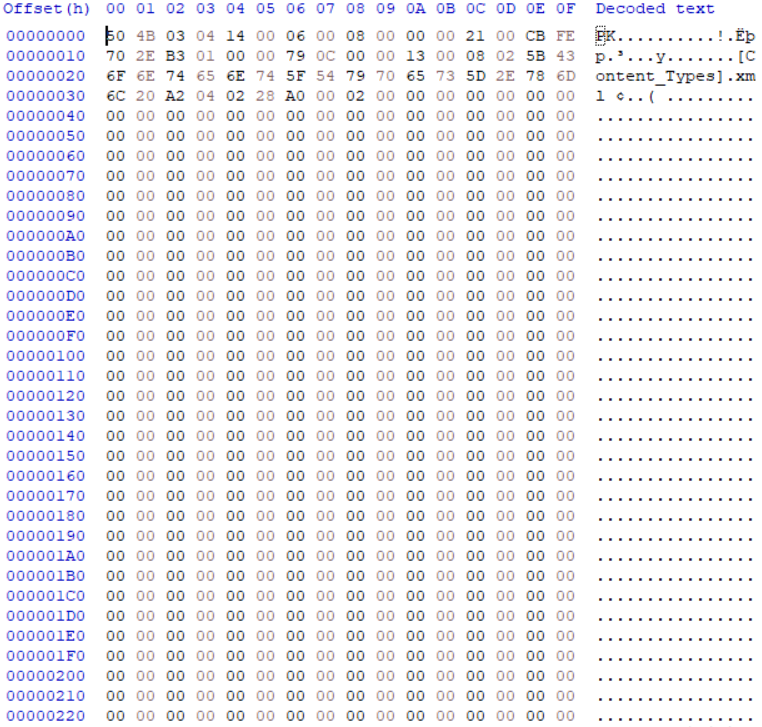 Offset(h) 00 01 02 03 04 05 06 07 08 09 0A 0B 0C 0D 0E 0F Decoded text
00000000 50 4B 03 04 14 00 06 00 08 00 00 00 21 00 CB FE PK..........!.Ëþ
00000010 70 2E B3 01 00 00 79 0C 00 00 13 00 08 02 5B 43 p.³...y.......[C
00000020 6F 6E 74 65 6E 74 5F 54 79 70 65 73 5D 2E 78 6D ontent_Types].xm
00000030 6C 20 A2 04 02 28 A0 00 02 00 00 00 00 00 00 00 l ¢..( .........
00000040 00 00 00 00 00 00 00 00 00 00 00 00 00 00 00 00 ................
00000050 00 00 00 00 00 00 00 00 00 00 00 00 00 00 00 00 ................
00000060 00 00 00 00 00 00 00 00 00 00 00 00 00 00 00 00 ................
00000070 00 00 00 00 00 00 00 00 00 00 00 00 00 00 00 00 ................
00000080 00 00 00 00 00 00 00 00 00 00 00 00 00 00 00 00 ................
00000090 00 00 00 00 00 00 00 00 00 00 00 00 00 00 00 00 ................
000000A0 00 00 00 00 00 00 00 00 00 00 00 00 00 00 00 00 ................
000000B0 00 00 00 00 00 00 00 00 00 00 00 00 00 00 00 00 ................
000000C0 00 00 00 00 00 00 00 00 00 00 00 00 00 00 00 00 ................
000000D0 00 00 00 00 00 00 00 00 00 00 00 00 00 00 00 00 ................
000000E0 00 00 00 00 00 00 00 00 00 00 00 00 00 00 00 00 ................
000000F0 00 00 00 00 00 00 00 00 00 00 00 00 00 00 00 00 ................
00000100 00 00 00 00 00 00 00 00 00 00 00 00 00 00 00 00 ................
00000110 00 00 00 00 00 00 00 00 00 00 00 00 00 00 00 00 ................
00000120 00 00 00 00 00 00 00 00 00 00 00 00 00 00 00 00 ................
00000130 00 00 00 00 00 00 00 00 00 00 00 00 00 00 00 00 ................
00000140 00 00 00 00 00 00 00 00 00 00 00 00 00 00 00 00 ................
00000150 00 00 00 00 00 00 00 00 00 00 00 00 00 00 00 00 ................
00000160 00 00 00 00 00 00 00 00 00 00 00 00 00 00 00 00 ................
00000170 00 00 00 00 00 00 00 00 00 00 00 00 00 00 00 00 ................
00000180 00 00 00 00 00 00 00 00 00 00 00 00 00 00 00 00 ................
00000190 00 00 00 00 00 00 00 00 00 00 00 00 00 00 00 00 ................
000001A0 00 00 00 00 00 00 00 00 00 00 00 00 00 00 00 00 ................
000001B0 00 00 00 00 00 00 00 00 00 00 00 00 00 00 00 00 ................
000001C0 00 00 00 00 00 00 00 00 00 00 00 00 00 00 00 00 ................
000001D0 00 00 00 00 00 00 00 00 00 00 00 00 00 00 00 00 ................
000001E0 00 00 00 00 00 00 00 00 00 00 00 00 00 00 00 00 ................
000001F0 00 00 00 00 00 00 00 00 00 00 00 00 00 00 00 00 ................
00000200 00 00 00 00 00 00 00 00 00 00 00 00 00 00 00 00 ................
00000210 00 00 00 00 00 00 00 00 00 00 00 00 00 00 00 00 ................
00000220 00 00 00 00 00 00 00 00 00 00 00 00 00 00 00 00 ................